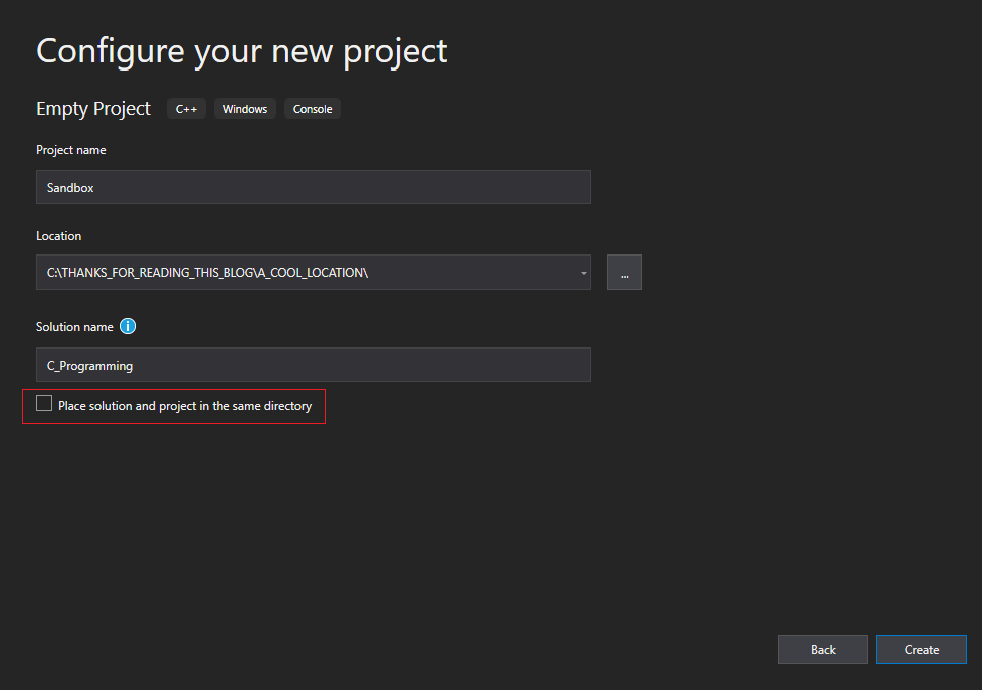 Configure your new project
Empty Project C++ Windows Console
Project name
Sandbox
Location
C:\THANKS_FOR_READING_THIS_BLOG\A_COOL_LOCATION\
...
Solution name i
C_Programming
Place solution and project in the same directory
Back Create